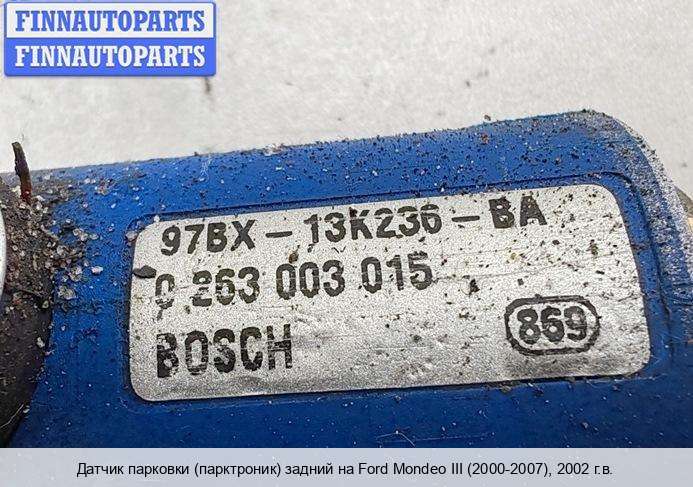 FINNAUTOPARTS
FINNAUTOPARTS
97BX - 13K236 - BA
0 263 003 015
BOSCH
869
Датчик парковки (парктроник) задний на Ford Mondeo III (2000-2007), 2002 г.в.